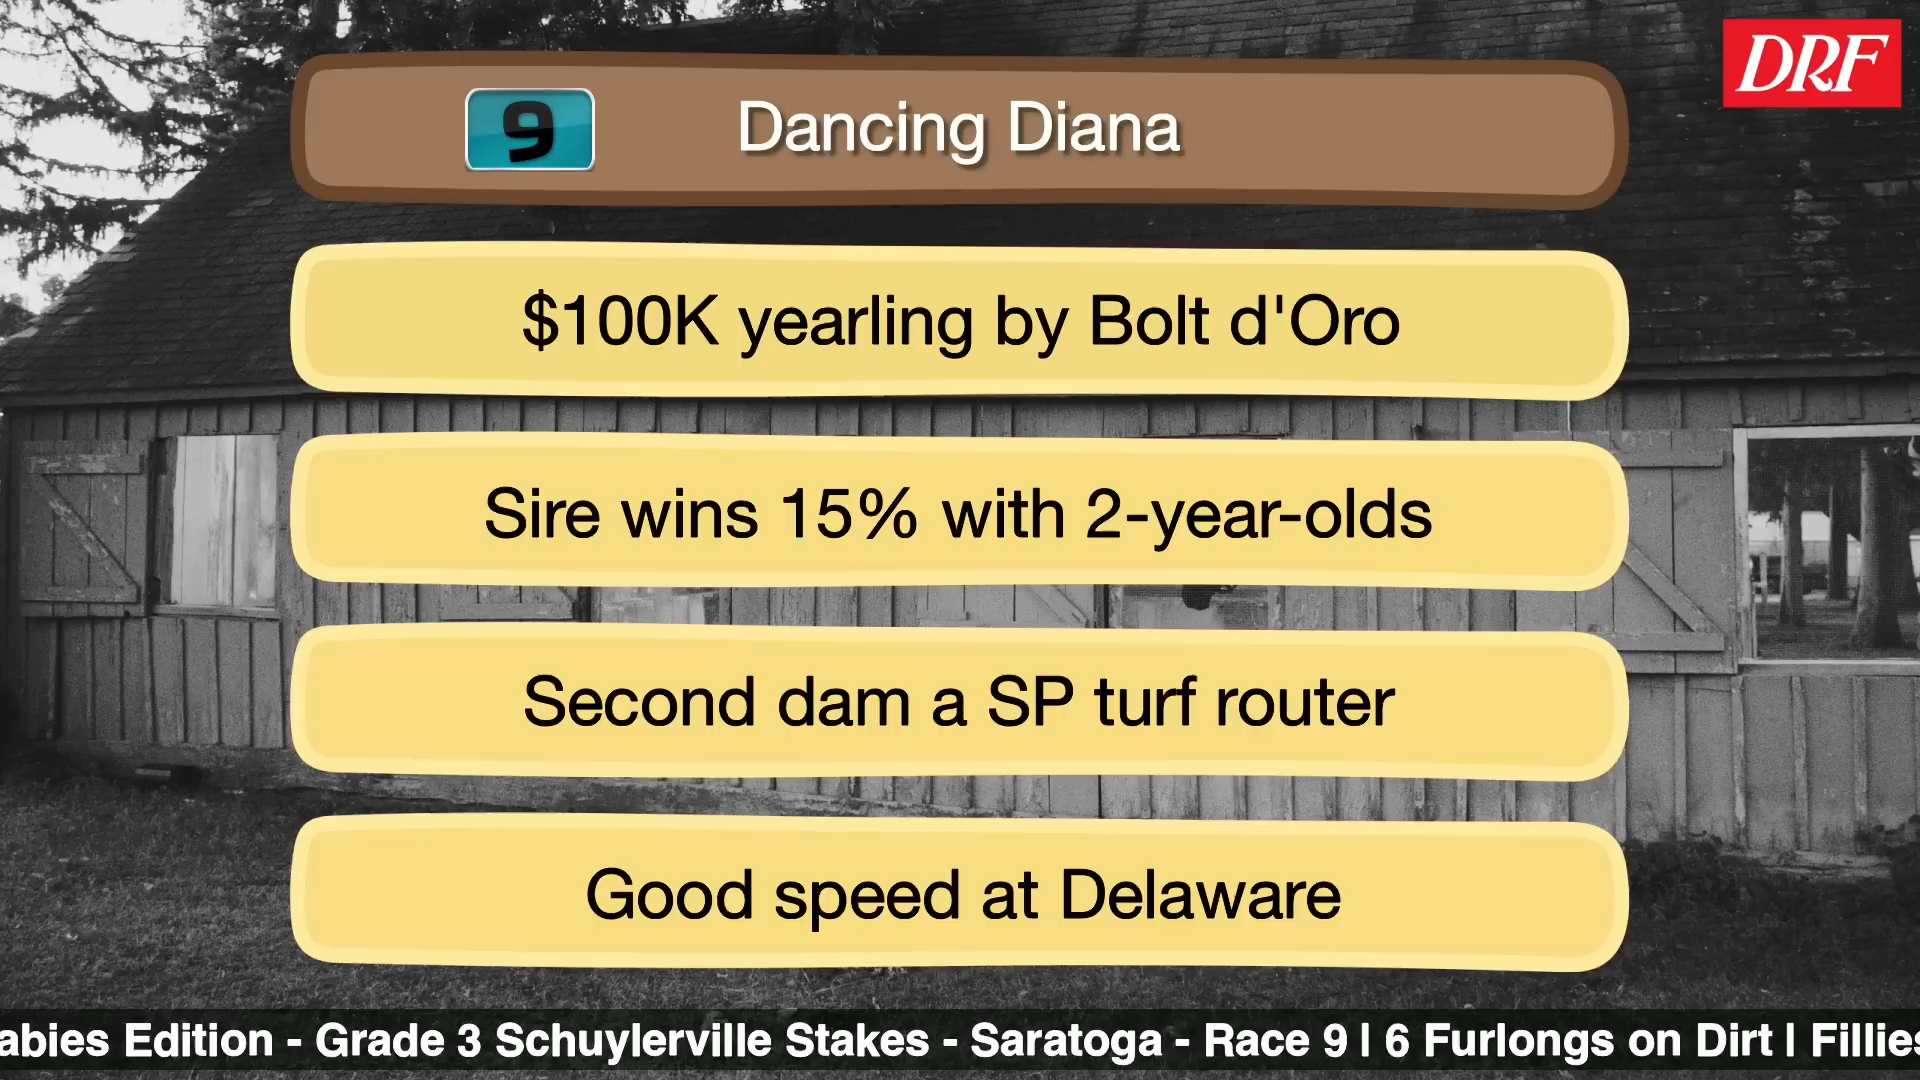 DRF
9 Dancing Diana
$100K yearling by Bolt d'Oro
Sire wins 15% with 2-year-olds
Second dam a SP turf router
Good speed at Delaware
abies Edition - Grade 3 Schuylerville Stakes - Saratoga - Race 9 | 6 Furlongs on Dirt | Fillies